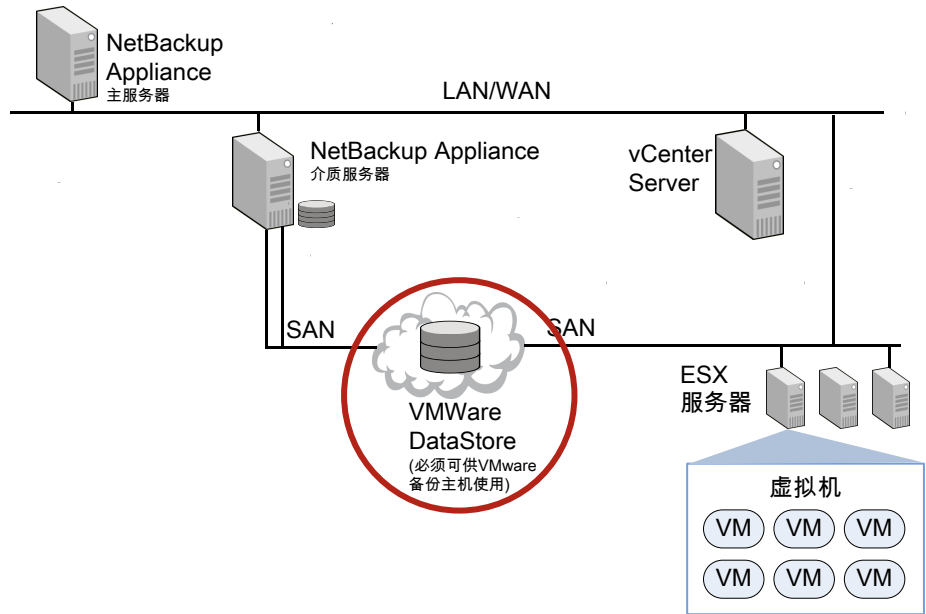 NetBackup
Appliance
主服务器
LAN/WAN
NetBackup Appliance
介质服务器
vCenter
Server
SAN
SAN
VMWare
DataStore
(必须可供VMware
备份主机使用)
ESX
服务器
虚拟机
VM VM VM
VM VM VM